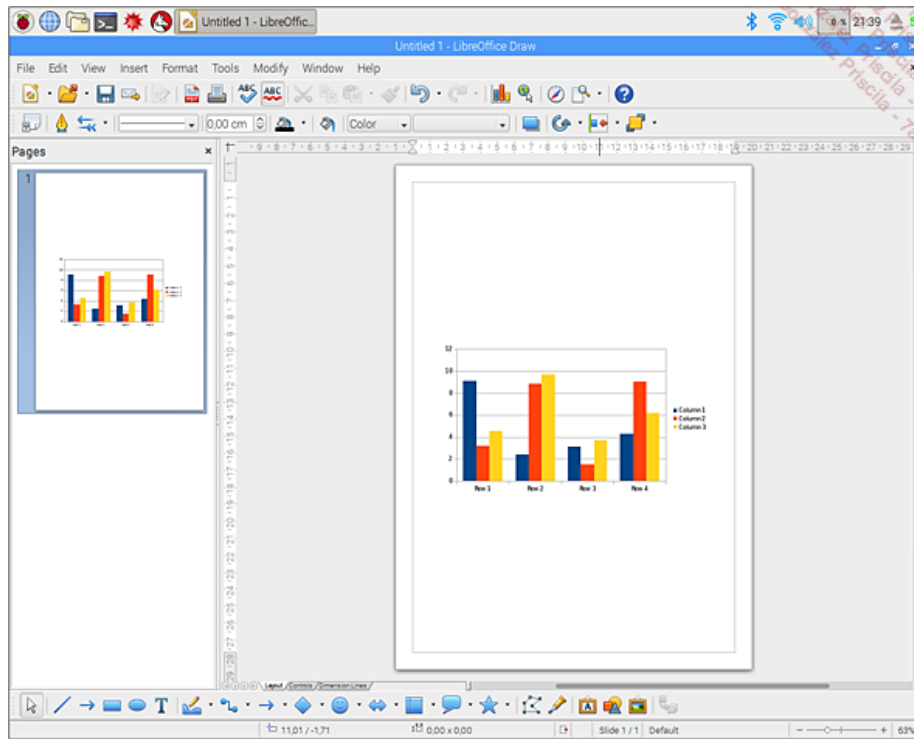 Untitled 1 - LibreOffic...
0 %
21:39
Untitled 1 - LibreOffice Draw
File Edit View Insert Format Tools Modify Window Help
ABC ABC
0,00 cm
Color
Pages
1
12
10
8
6
4
2
0
Row 1 Row 2 Row 3 Row 4
Column 1
Column 2
Column 3
Layout Controls Dimension Lines
11,01 / -1,71
0,00 x 0,00
Slide 1 / 1
Default
63%